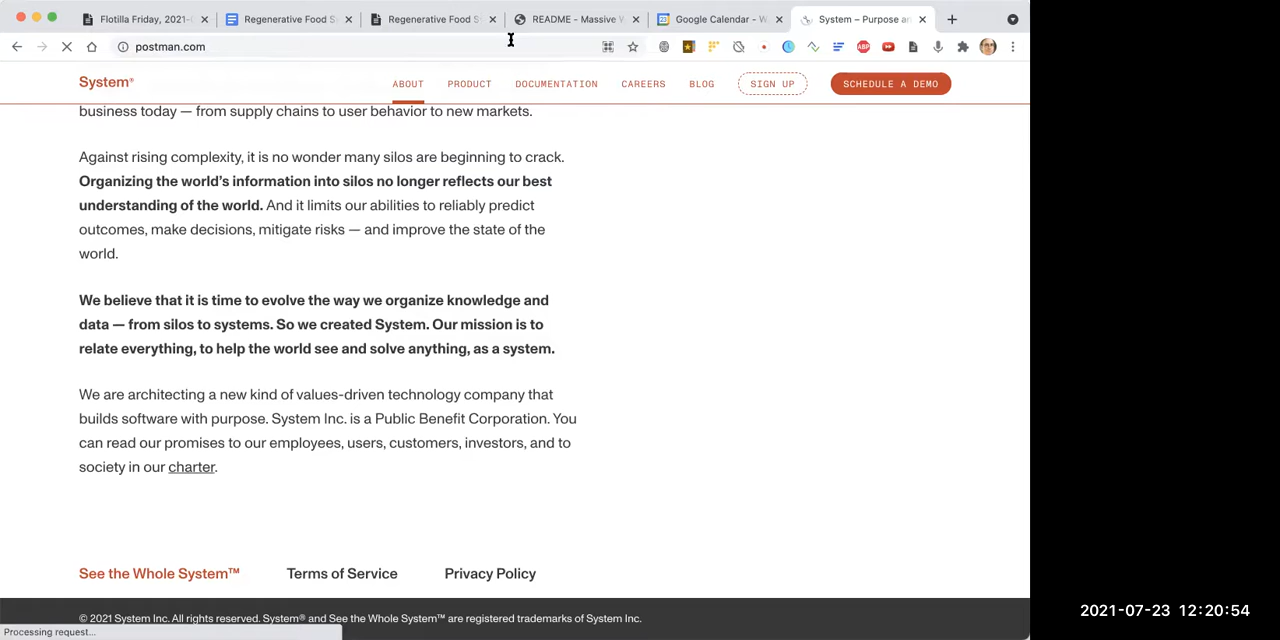 Flotilla Friday, 2021-
Regenerative Food S
Regenerative Food S
README - Massive
Google Calendar - W
System – Purpose a
postman.com
System®
ABOUT
PRODUCT
DOCUMENTATION
CAREERS
BLOG
SIGN UP
SCHEDULE A DEMO
business today — from supply chains to user behavior to new markets.
Against rising complexity, it is no wonder many silos are beginning to crack.
Organizing the world's information into silos no longer reflects our best
understanding of the world. And it limits our abilities to reliably predict
outcomes, make decisions, mitigate risks — and improve the state of the
world.
We believe that it is time to evolve the way we organize knowledge and
data — from silos to systems. So we created System. Our mission is to
relate everything, to help the world see and solve anything, as a system.
We are architecting a new kind of values-driven technology company that
builds software with purpose. System Inc. is a Public Benefit Corporation. You
can read our promises to our employees, users, customers, investors, and to
society in our charter.
See the Whole System™
Terms of Service
Privacy Policy
© 2021 System Inc. All rights reserved. System® and See the Whole System™ are registered trademarks of System Inc.
Processing request...
2021-07-23 12:20:54